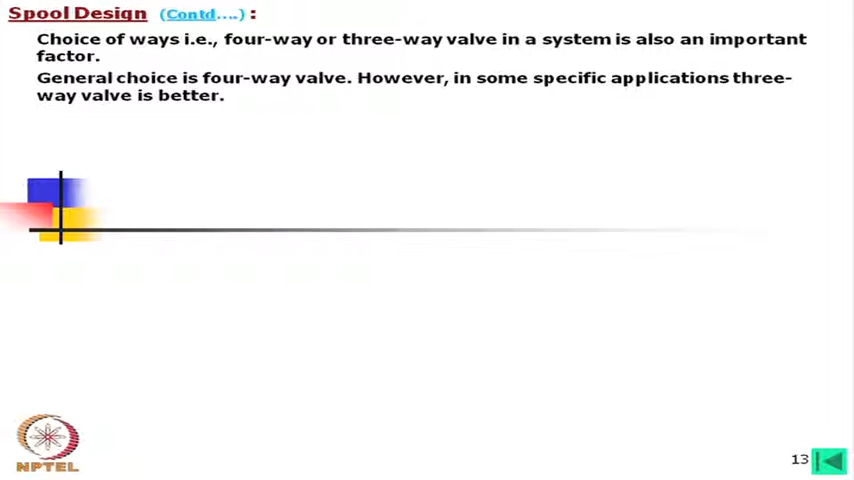 Spool Design (Contd....) :
Choice of ways i.e., four-way or three-way valve in a system is also an important
factor.
General choice is four-way valve. However, in some specific applications three-
way valve is better.
NPTEL
13